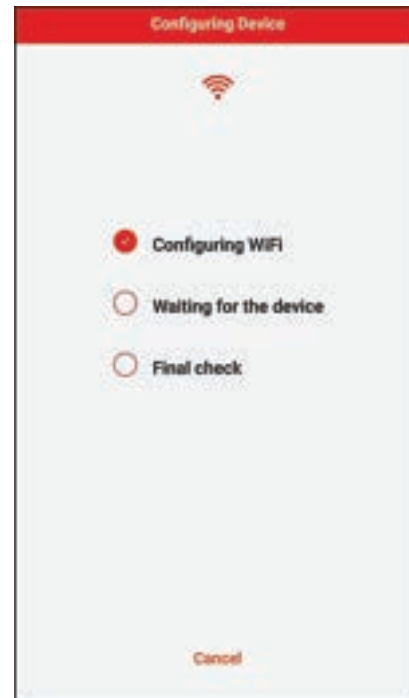 Configuring Device
Configuring WiFi
Waiting for the device
Final check
Cancel